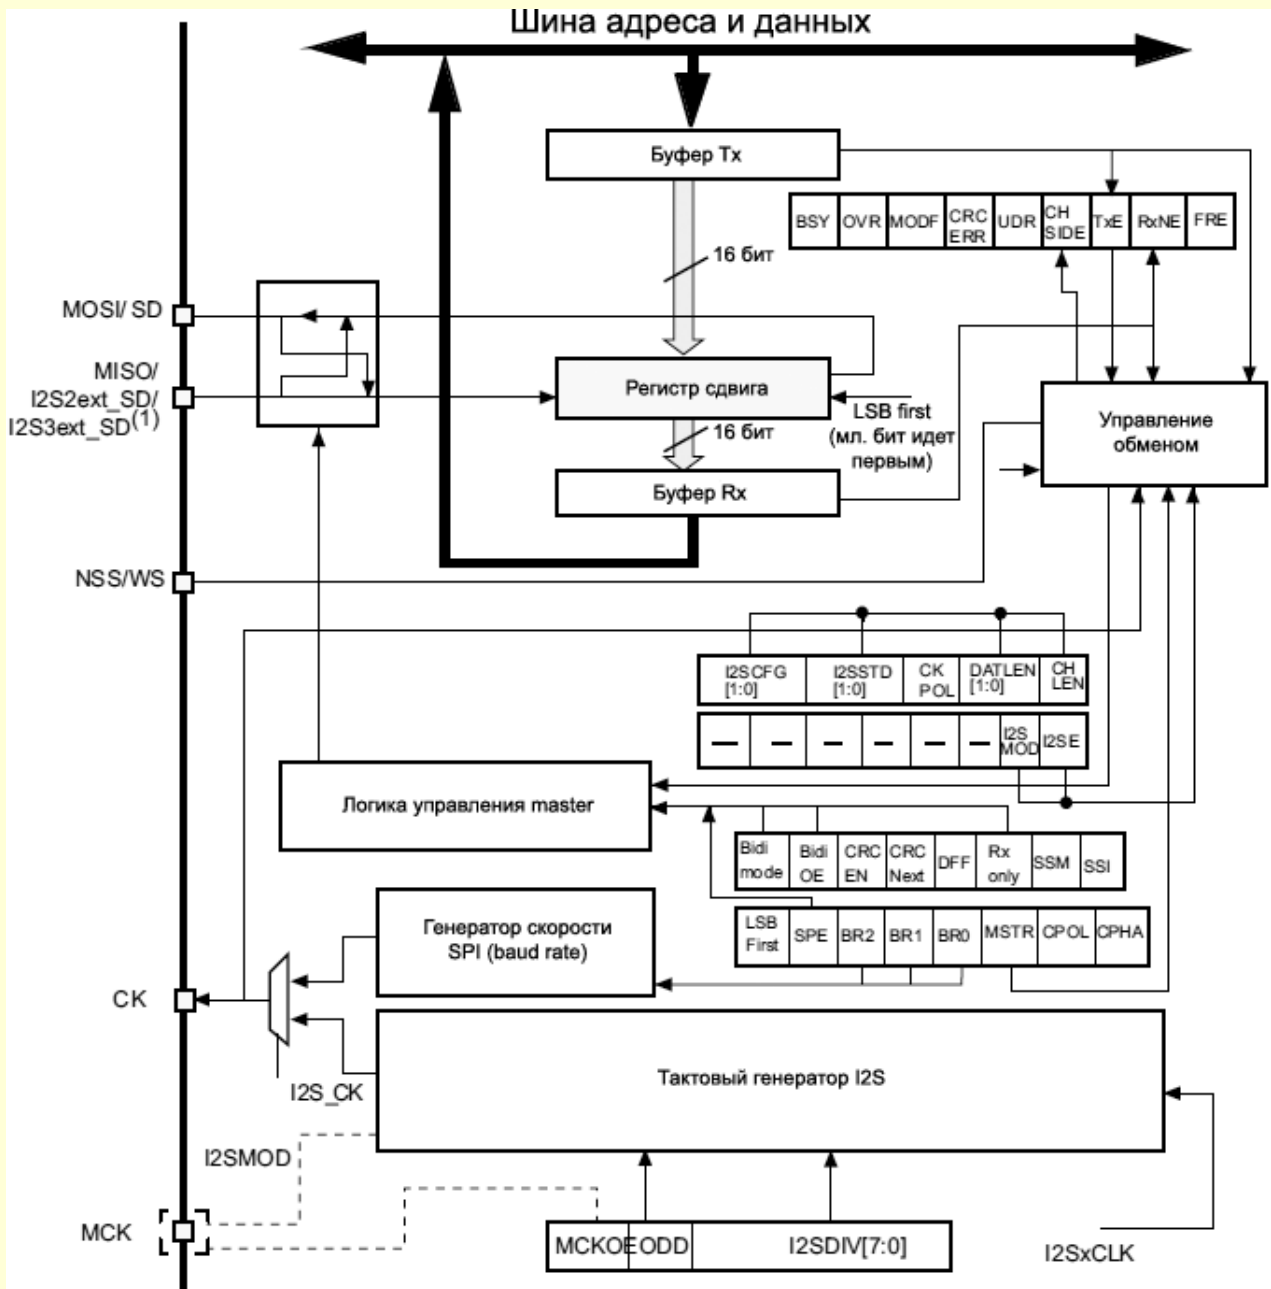 Шина адреса и данных
Буфер Tx
BSY
OVR
MODF
CRC
ERR
UDR
CH
SIDE
TxE
RxNE
FRE
16 бит
MOSI/ SD
MISO/
I2S2ext_SD/
I2S3ext_SD(1)
Регистр сдвига
LSB first
(мл. бит идет
первым)
16 бит
Управление
обменом
Буфер Rx
NSS/WS
I2SCFG
[1:0]
I2SSTD
[1:0]
CK
POL
DATLEN
[1:0]
CH
LEN
— — — — — —
I2S
MOD
I2SE
Логика управления master
Bidi
mode
Bidi
OE
CRC
EN
CRC
Next
DFF
Rx
only
SSM
SSI
Генератор скорости
SPI (baud rate)
LSB
First
SPE
BR2
BR1
BR0
MSTR
CPOL
CPHA
CK
Тактовый генератор I2S
I2S_CK
I2SMOD
MCK
MCKOE
ODD
I2SDIV[7:0]
I2SxCLK